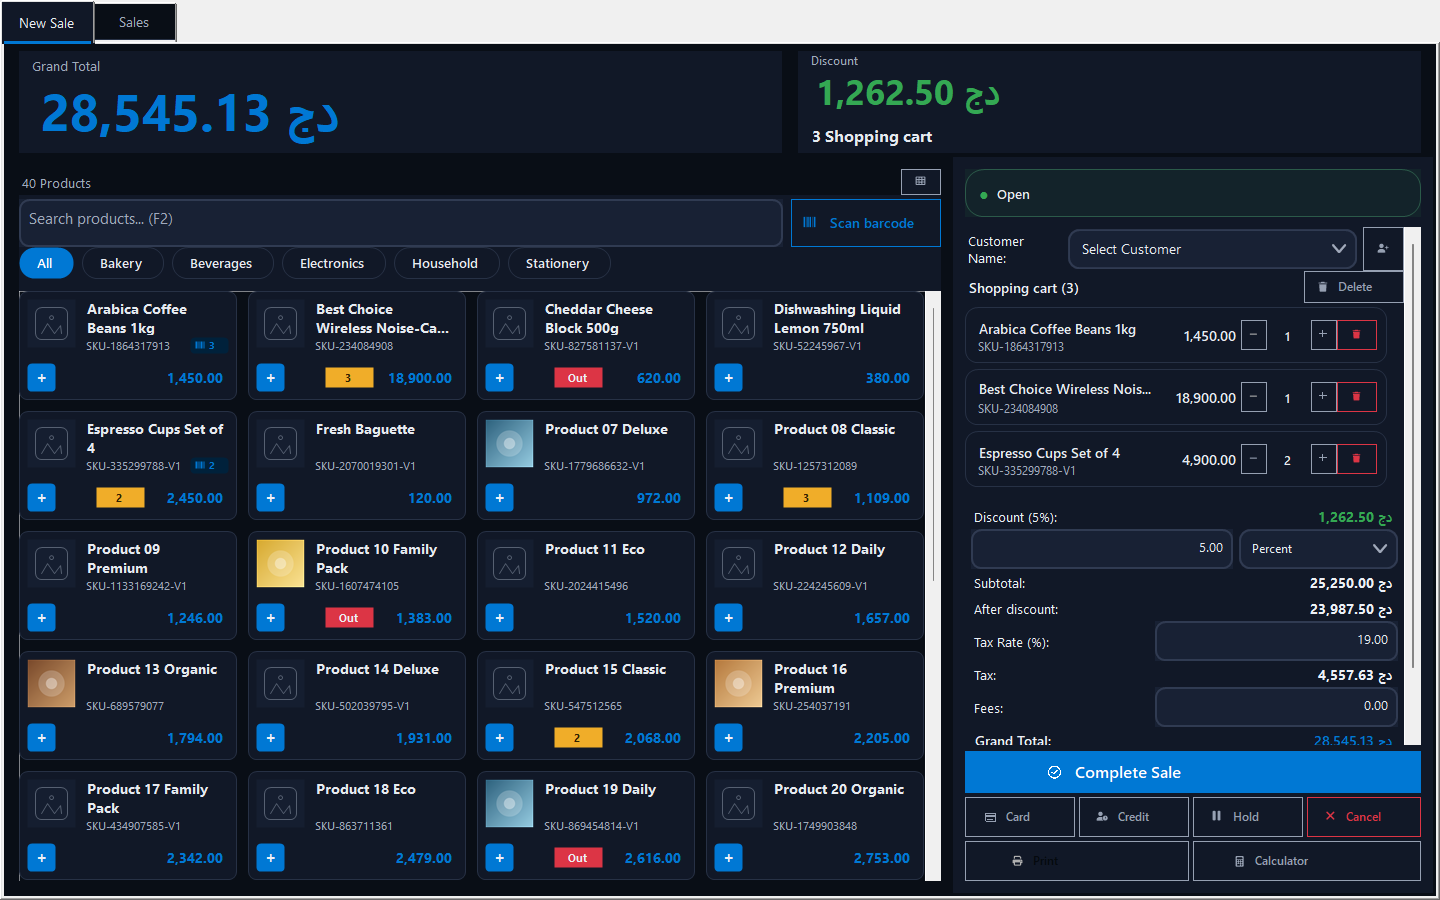 New Sale
Sales
Grand Total
28,545.13 دج
Discount
1,262.50 دج
3 Shopping cart
40 Products
Search products... (F2)
Scan barcode
All
Bakery
Beverages
Electronics
Household
Stationery
Arabica Coffee
Beans 1kg
SKU-1864317913
3
+
1,450.00
Best Choice
Wireless Noise-Ca...
SKU-234084908
+
3
18,900.00
Cheddar Cheese
Block 500g
SKU-827581137-V1
+
Out
620.00
Dishwashing Liquid
Lemon 750ml
SKU-52245967-V1
+
380.00
Espresso Cups Set of
4
SKU-335299788-V1
2
+
2
2,450.00
Fresh Baguette
SKU-2070019301-V1
+
120.00
Product 07 Deluxe
SKU-1779686632-V1
+
972.00
Product 08 Classic
SKU-1257312089
+
3
1,109.00
Product 09
Premium
SKU-1133169242-V1
+
1,246.00
Product 10 Family
Pack
SKU-1607474105
+
Out
1,383.00
Product 11 Eco
SKU-2024415496
+
1,520.00
Product 12 Daily
SKU-224245609-V1
+
1,657.00
Product 13 Organic
SKU-689579077
+
1,794.00
Product 14 Deluxe
SKU-502039795-V1
+
1,931.00
Product 15 Classic
SKU-547512565
+
2
2,068.00
Product 16
Premium
SKU-254037191
+
2,205.00
Product 17 Family
Pack
SKU-434907585-V1
+
2,342.00
Product 18 Eco
SKU-863711361
+
2,479.00
Product 19 Daily
SKU-869454814-V1
+
Out
2,616.00
Product 20 Organic
SKU-1749903848
+
2,753.00
Open
Customer
Name:
Select Customer
Shopping cart (3)
Delete
Arabica Coffee Beans 1kg
SKU-1864317913
1,450.00
−
1
+
Best Choice Wireless Nois...
SKU-234084908
18,900.00
−
1
+
Espresso Cups Set of 4
SKU-335299788-V1
4,900.00
−
2
+
Discount (5%):
1,262.50 دج
5.00
Percent
Subtotal:
25,250.00 دج
After discount:
23,987.50 دج
Tax Rate (%):
19.00
Tax:
4,557.63 دج
Fees:
0.00
Grand Total:
28,545.13 دج
Complete Sale
Card
Credit
Hold
Cancel
Print
Calculator